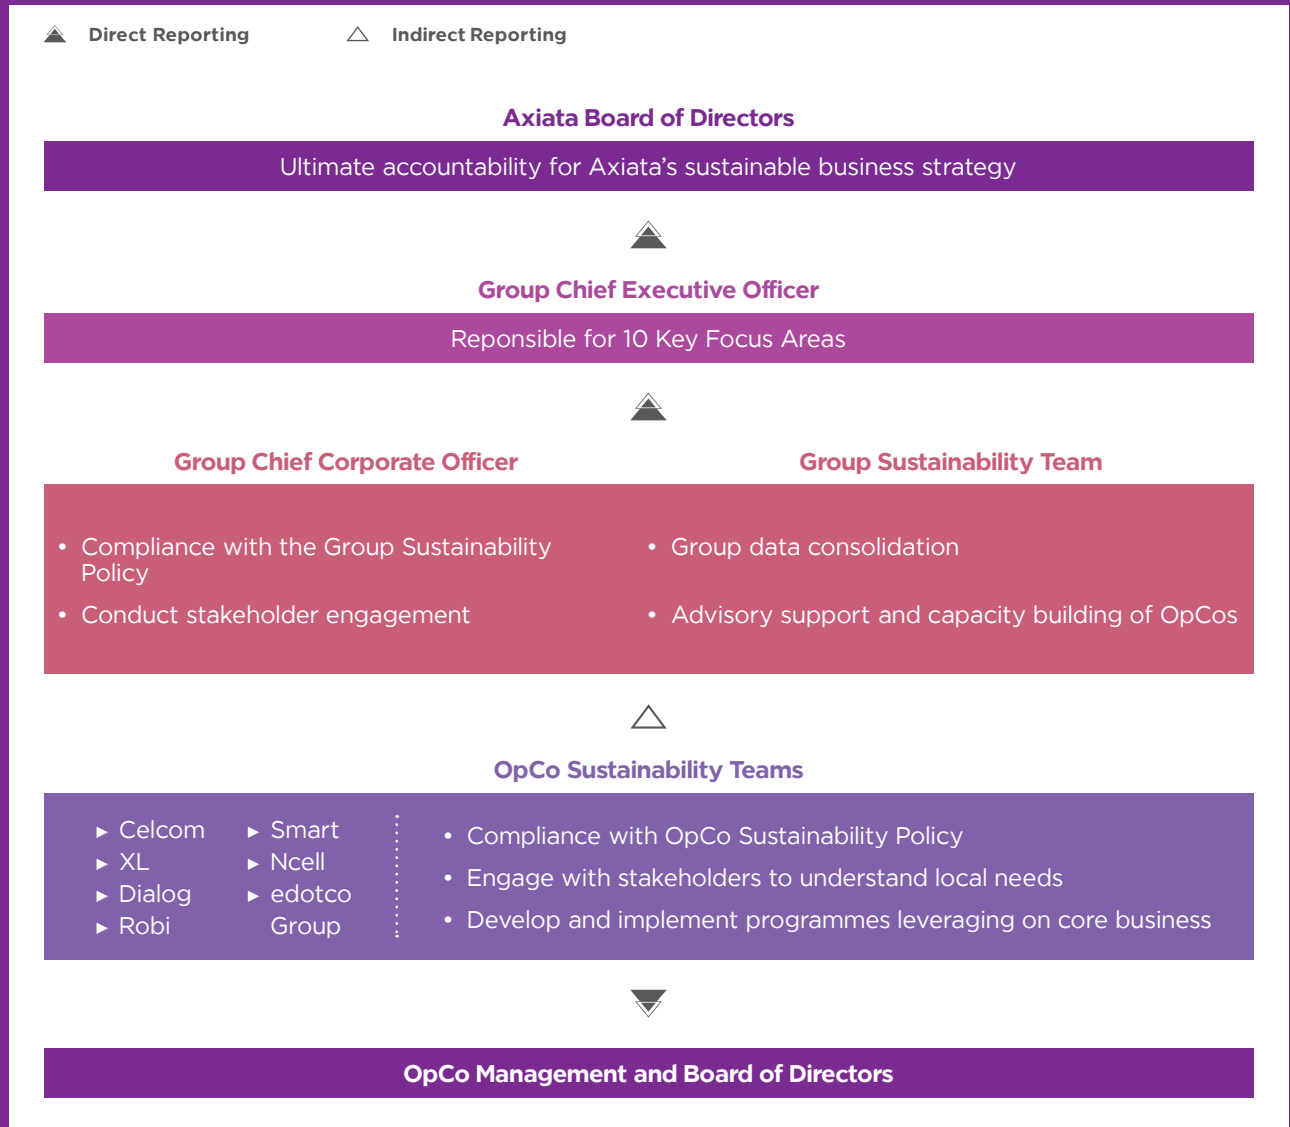 Direct Reporting
Indirect Reporting
Axiata Board of Directors
Ultimate accountability for Axiata’s sustainable business strategy
Group Chief Executive Officer
Reponsible for 10 Key Focus Areas
Group Chief Corporate Officer
• Compliance with the Group Sustainability
Policy
• Conduct stakeholder engagement
Group Sustainability Team
• Group data consolidation
• Advisory support and capacity building of OpCos
OpCo Sustainability Teams
► Celcom
► XL
► Dialog
► Robi
► Smart
► Ncell
► edotco
Group
• Compliance with OpCo Sustainability Policy
• Engage with stakeholders to understand local needs
• Develop and implement programmes leveraging on core business
OpCo Management and Board of Directors